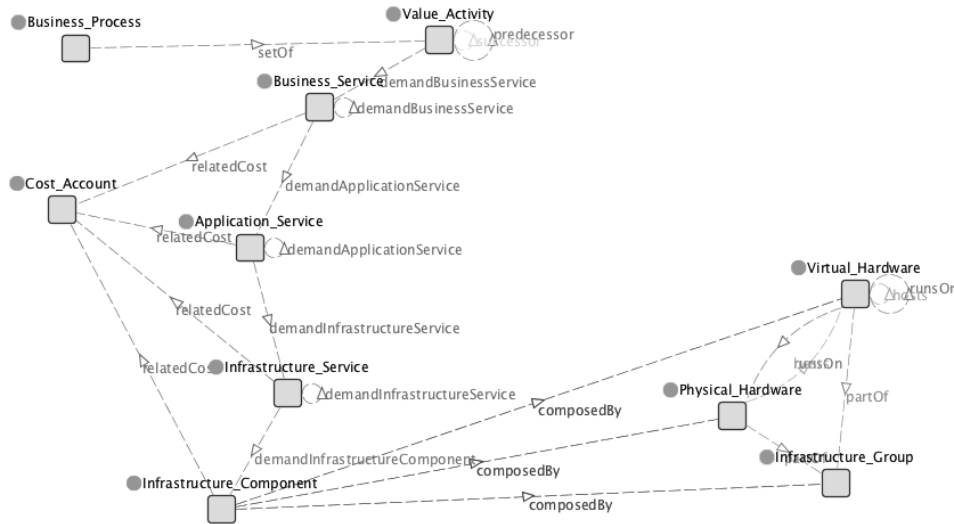 Business_Process
Value_Activity
predecessor
successor
setOf
Business_Service
demandBusinessService
demandBusinessService
relatedCost
Cost_Account
demandApplicationService
Application_Service
relatedCost
demandApplicationService
Virtual_Hardware
runsOn
hosts
relatedCost
demandInfrastructureService
relatedCost
Infrastructure_Service
runsOn
Physical_Hardware
demandInfrastructureService
partOf
composedBy
demandInfrastructureComponent
Infrastructure_Group
composedBy
Infrastructure_Component
composedBy